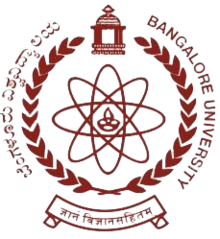 ಬೆಂಗಳೂರು ವಿಶ್ವವಿದ್ಯಾಲಯ
BANGALORE UNIVERSITY
ज्ञानं विज्ञानसहितम्